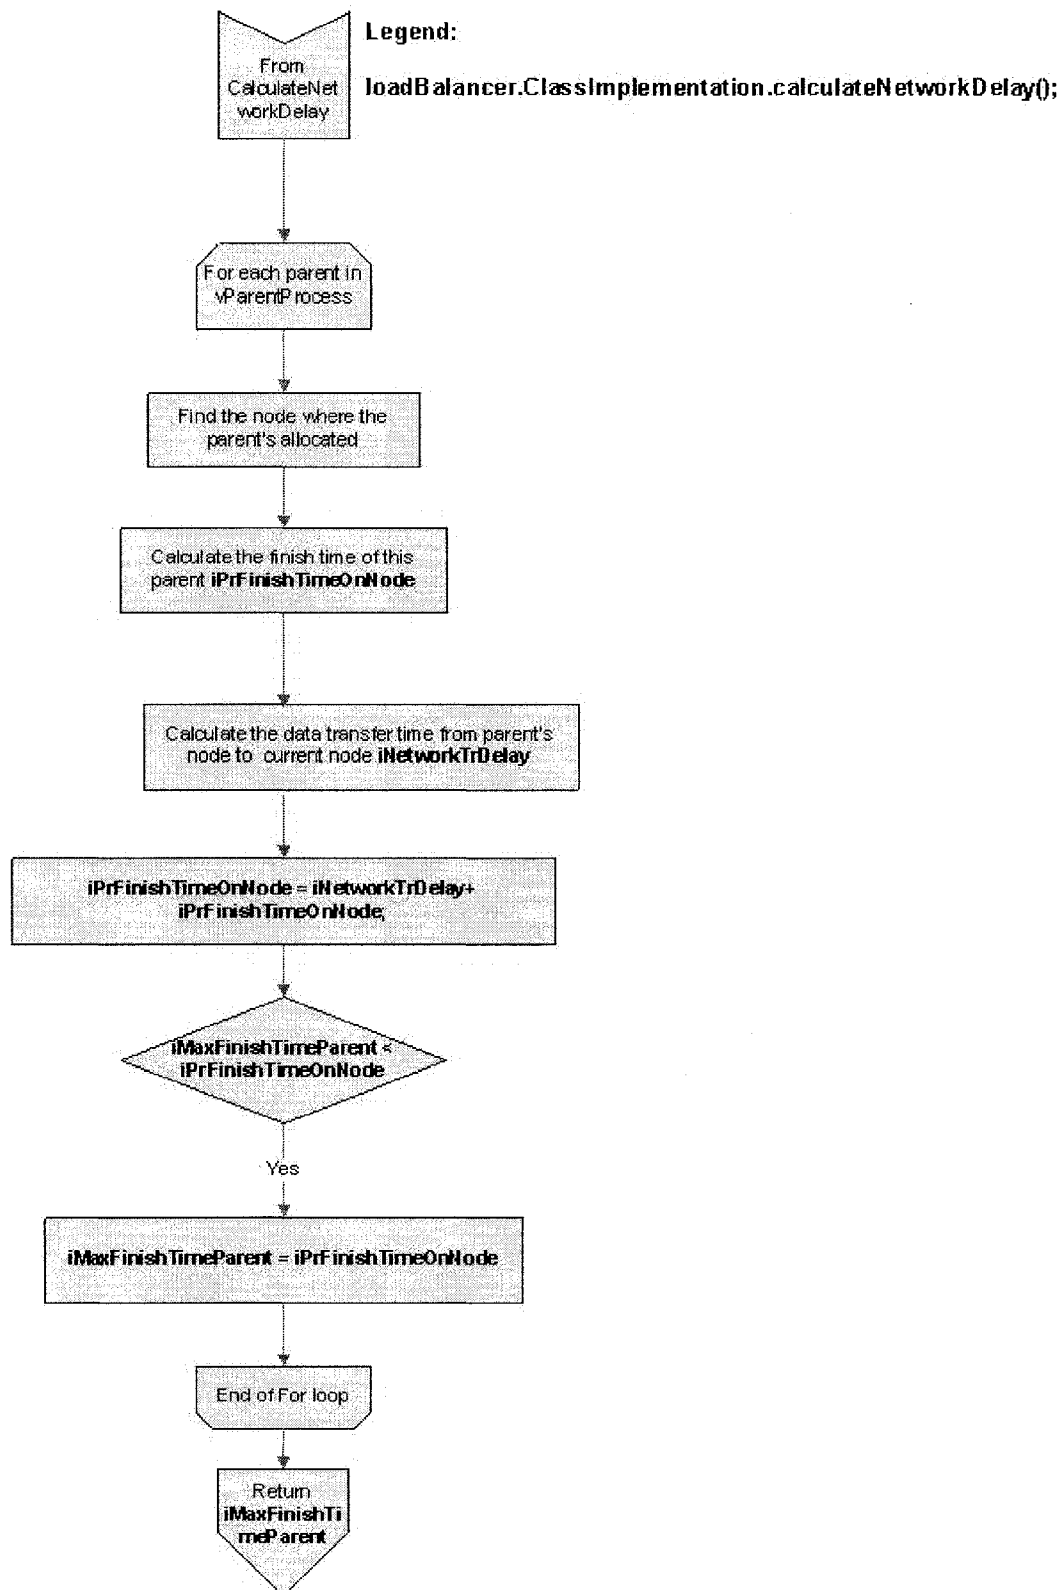 Legend:
From
CalculateNet
workDelay
loadBalancer.ClassImplementation.calculateNetworkDelay();
For each parent in
vParentProcess
Find the node where the
parent's allocated
Calculate the finish time of this
parent iPrFinishTimeOnNode
Calculate the data transfer time from parent's
node to current node iNetworkTrDelay
iPrFinishTimeOnNode = iNetworkTrDelay+
iPrFinishTimeOnNode;
iMaxFinishTimeParent <
iPrFinishTimeOnNode
Yes
iMaxFinishTimeParent = iPrFinishTimeOnNode
End of For loop
Return
iMaxFinishTi
meParent